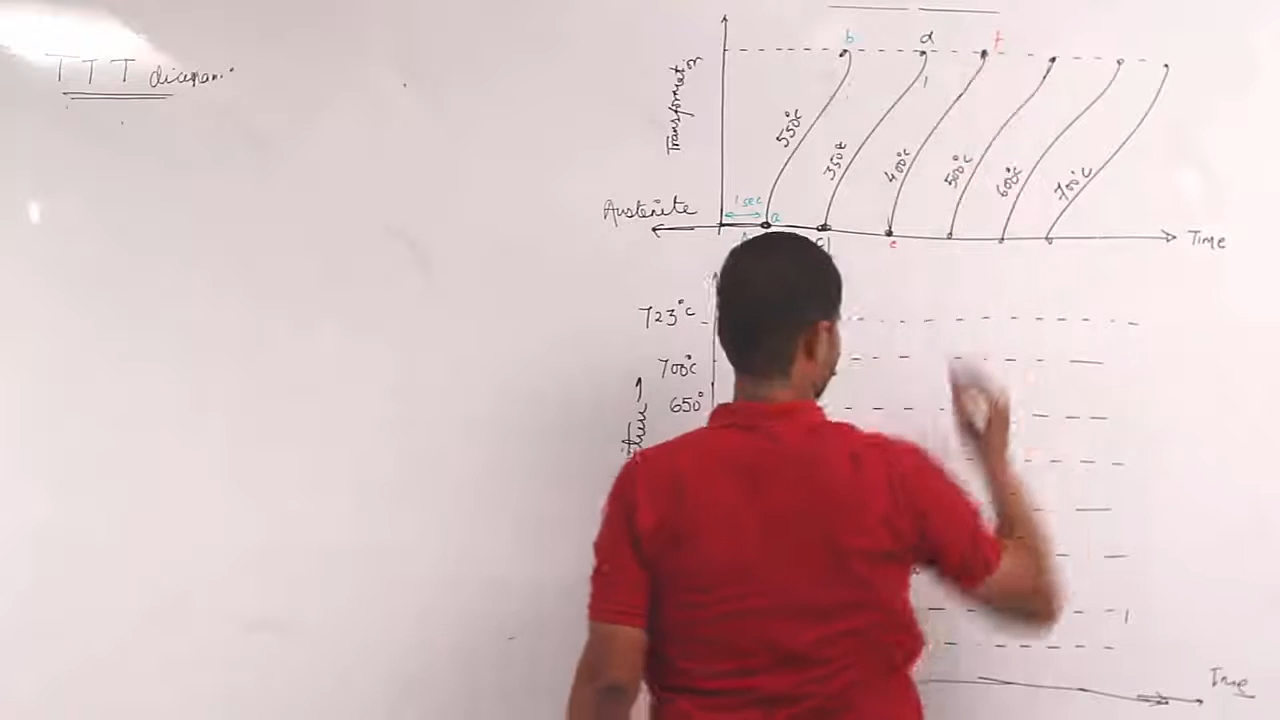 TTT diagram
b d f
Transformation
550°C 350°C 400°C 500°C 600°C 700°C
Austenite 1 sec a
c e Time
723°C
700°C
650°
Time